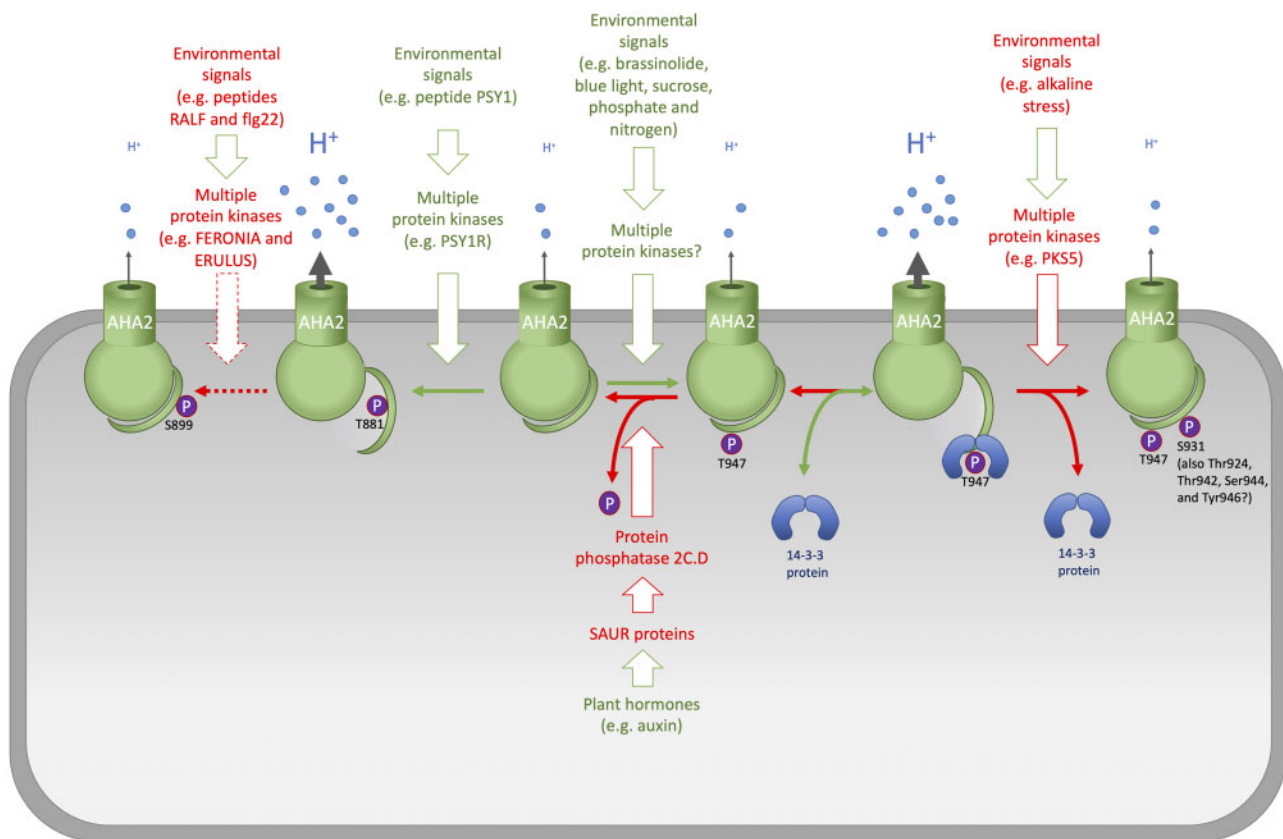 Environmental
signals
(e.g. peptides
RALF and flg22)
Environmental
signals
(e.g. peptide PSY1)
Environmental
signals
(e.g. brassinolide,
blue light, sucrose,
phosphate and
nitrogen)
Environmental
signals
(e.g. alkaline
stress)
H+
H+
H+
H+
H+
H+
Multiple
protein kinases
(e.g. FERONIA and
ERULUS)
Multiple
protein kinases
(e.g. PSY1R)
Multiple
protein kinases?
Multiple
protein kinases
(e.g. PKS5)
AHA2
AHA2
AHA2
AHA2
AHA2
AHA2
P
S899
P
T881
P
T947
P
T947
P
T947
P
S931
(also Thr924,
Thr942, Ser944,
and Tyr946?)
P
Protein
phosphatase 2C.D
14-3-3
protein
14-3-3
protein
SAUR proteins
Plant hormones
(e.g. auxin)